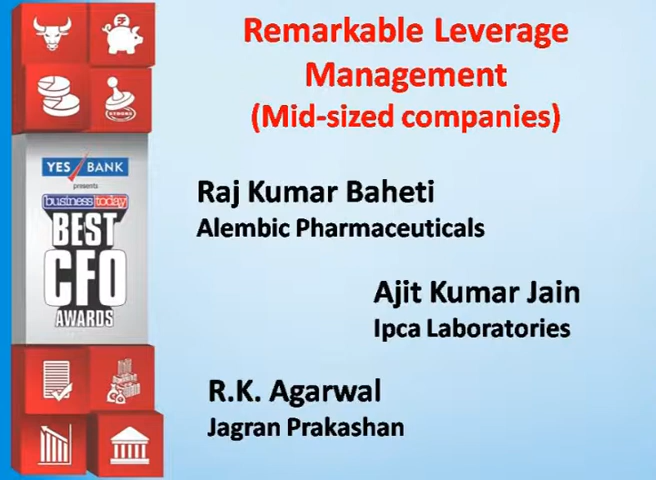 Remarkable Leverage
Management
(Mid-sized companies)
YES BANK
presents
business today
BEST
CFO
AWARDS
Raj Kumar Baheti
Alembic Pharmaceuticals
Ajit Kumar Jain
Ipca Laboratories
R.K. Agarwal
Jagran Prakashan